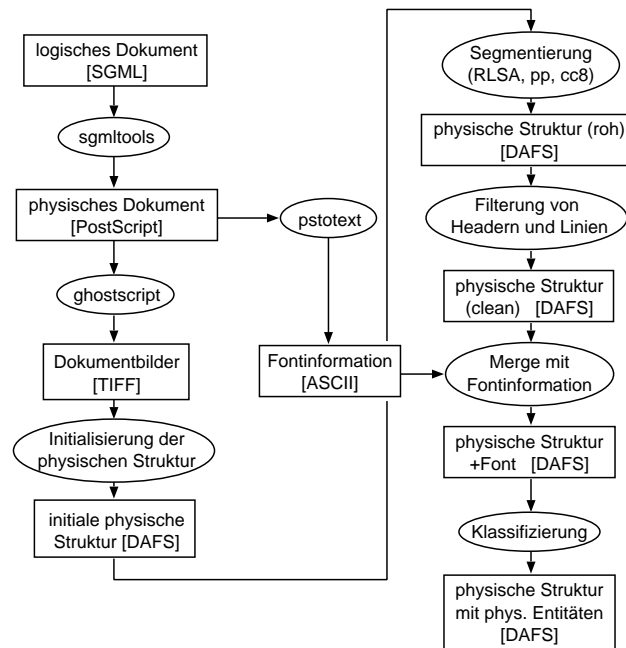 logisches Dokument
[SGML]
sgmltools
physisches Dokument
[PostScript]
pstotext
ghostscript
Dokumentbilder
[TIFF]
Fontinformation
[ASCII]
Initialisierung der
physischen Struktur
initiale physische
Struktur [DAFS]
Segmentierung
(RLSA, pp, cc8)
physische Struktur (roh)
[DAFS]
Filterung von
Headern und Linien
physische Struktur
(clean) [DAFS]
Merge mit
Fontinformation
physische Struktur
+Font [DAFS]
Klassifizierung
physische Struktur
mit phys. Entitäten
[DAFS]